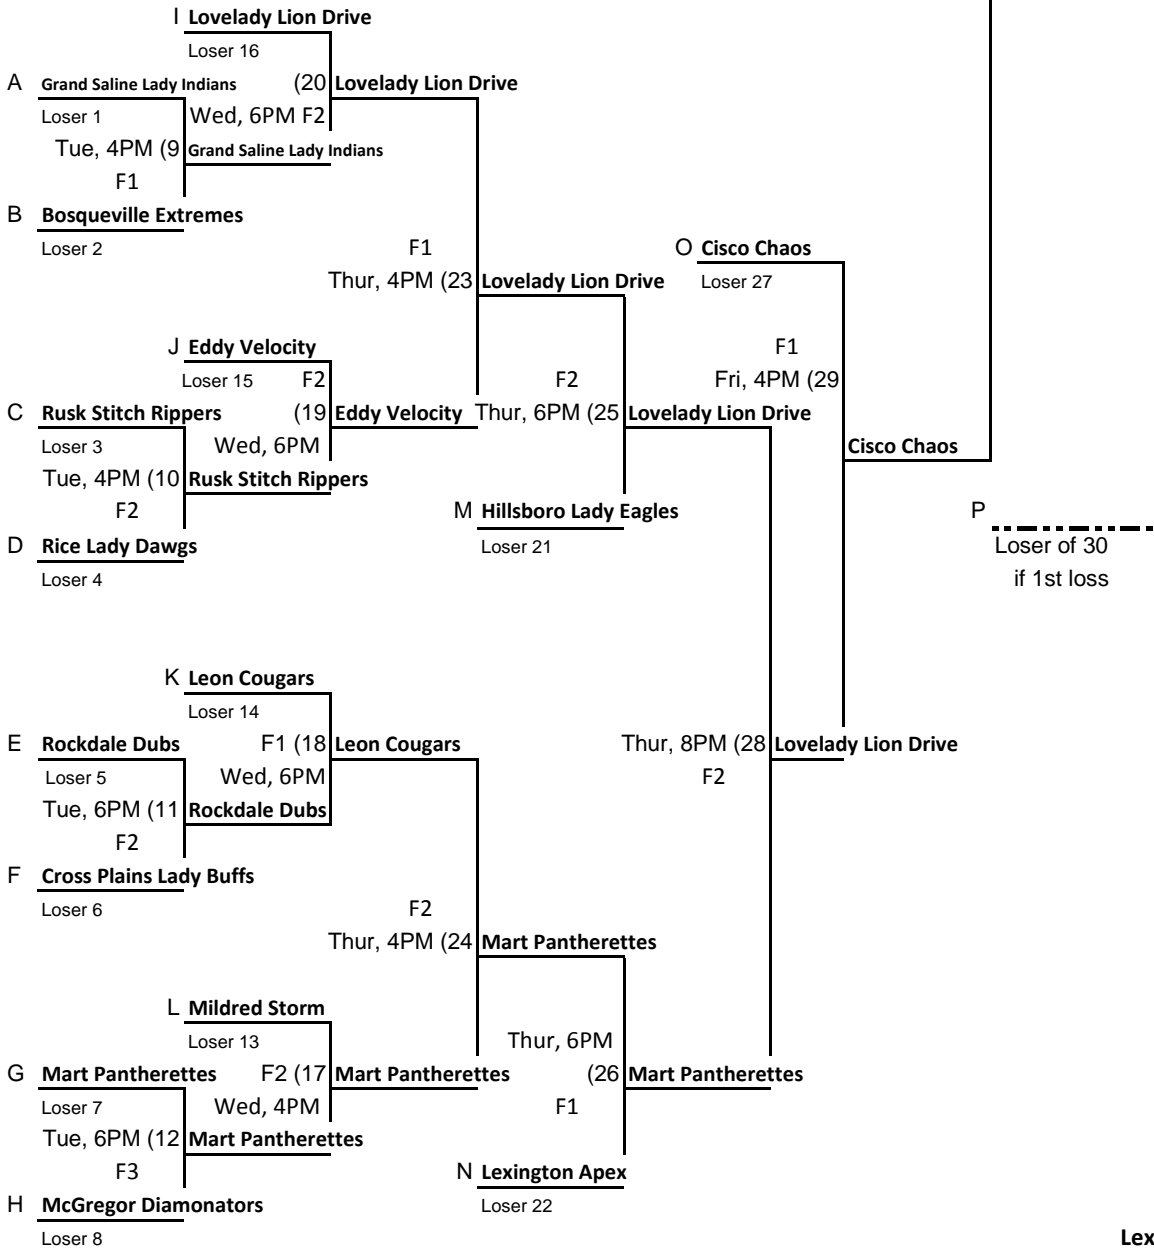 I Lovelady Lion Drive
Loser 16
A Grand Saline Lady Indians (20 Lovelady Lion Drive
Loser 1 Wed, 6PM F2
Tue, 4PM (9 Grand Saline Lady Indians
F1
B Bosqueville Extremes
Loser 2 F1 O Cisco Chaos
Thur, 4PM (23 Lovelady Lion Drive Loser 27
J Eddy Velocity F1
Loser 15 F2 F2 Fri, 4PM (29
C Rusk Stitch Rippers (19 Eddy Velocity Thur, 6PM (25 Lovelady Lion Drive
Loser 3 Wed, 6PM Cisco Chaos
Tue, 4PM (10 Rusk Stitch Rippers
F2 M Hillsboro Lady Eagles P
D Rice Lady Dawgs Loser 21 Loser of 30
Loser 4 if 1st loss
K Leon Cougars
Loser 14
E Rockdale Dubs F1 (18 Leon Cougars Thur, 8PM (28 Lovelady Lion Drive
Loser 5 Wed, 6PM F2
Tue, 6PM (11 Rockdale Dubs
F2
F Cross Plains Lady Buffs
Loser 6 F2
Thur, 4PM (24 Mart Pantherettes
L Mildred Storm
Loser 13 Thur, 6PM
G Mart Pantherettes F2 (17 Mart Pantherettes (26 Mart Pantherettes
Loser 7 Wed, 4PM F1
Tue, 6PM (12 Mart Pantherettes
F3 N Lexington Apex
H McGregor Diamonators Loser 22
Loser 8 Lex